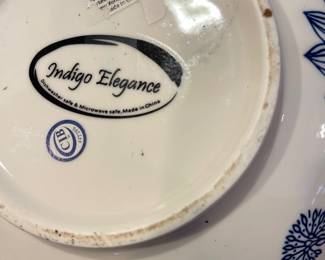 Indigo Elegance
Dishwasher safe & Microwave safe, Made in China
CIB